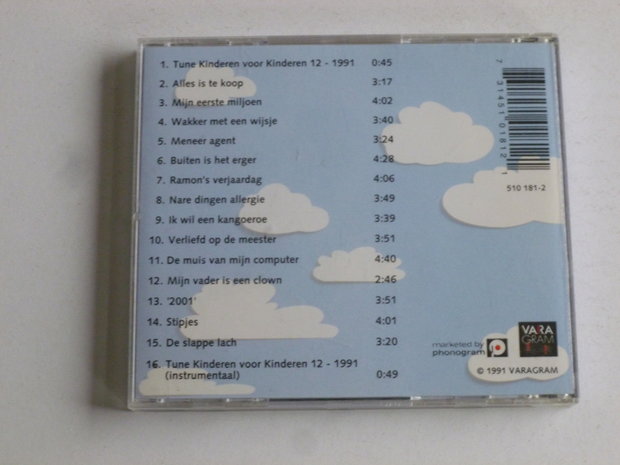 1. Tune Kinderen voor Kinderen 12 - 1991 0:45
2. Alles is te koop 3:17
3. Mijn eerste miljoen 4:02
4. Wakker met een wijsje 3:40
5. Meneer agent 3:24
6. Buiten is het erger 4:28
7. Ramon's verjaardag 4:06
8. Nare dingen allergie 3:49
9. Ik wil een kangoeroe 3:39
10. Verliefd op de meester 3:51
11. De muis van mijn computer 4:40
12. Mijn vader is een clown 2:46
13. '2001' 3:51
14. Stipjes 4:01
15. De slappe lach 3:20
16. Tune Kinderen voor Kinderen 12 - 1991
(instrumentaal) 0:49
7 31451 01812 1
510 181-2
marketed by
phonogram
VARA
GRAM
© 1991 VARAGRAM